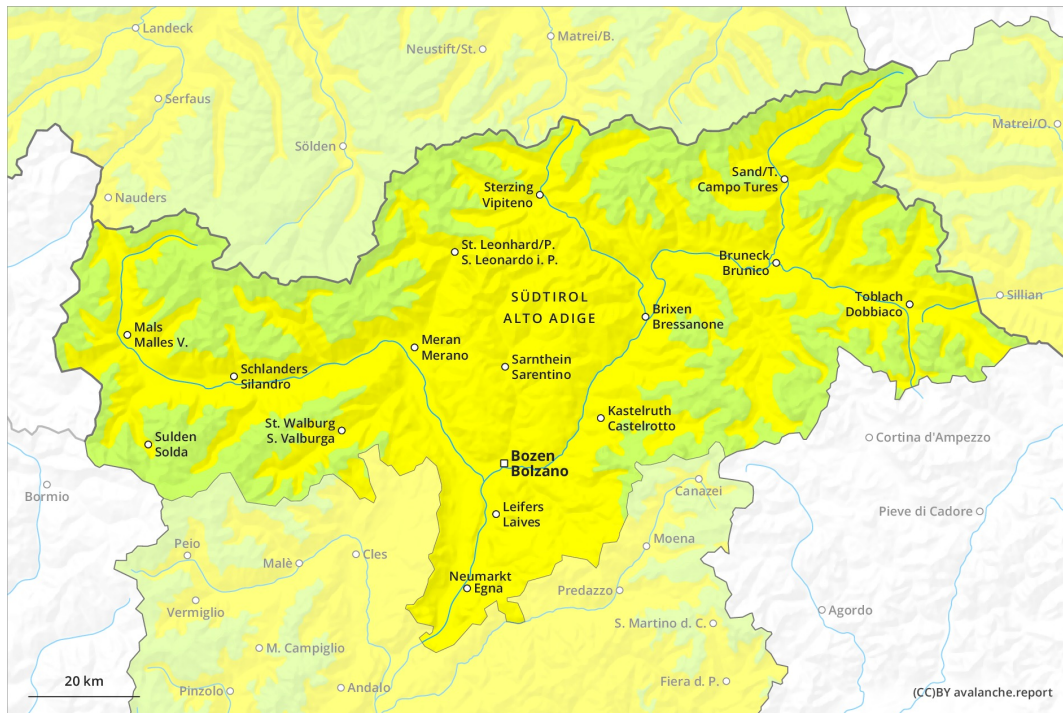 Landeck
Matrei/B.
Neustift/St.
Serfaus
Matrei/O.
Sölden
Sand/T.
Campo Tures
Sterzing
Vipiteno
Nauders
St. Leonhard/P.
S. Leonardo i. P.
Bruneck
Brunico
SÜDTIROL
ALTO ADIGE
Toblach
Dobbiaco
Sillian
Brixen
Bressanone
Mals
Malles V.
Meran
Merano
Sarnthein
Sarentino
Schlanders
Silandro
Kastelruth
Castelrotto
St. Walburg
S. Valburga
Sulden
Solda
Cortina d'Ampezzo
Bozen
Bolzano
Bormio
Canazei
Leifers
Laives
Pieve di Cadore
Peio
Moena
Cles
Malè
Neumarkt
Egna
Predazzo
Vermiglio
Agordo
S. Martino d. C.
M. Campiglio
20 km
Pinzolo
Andalo
Fiera d. P.
(CC)BY avalanche.report